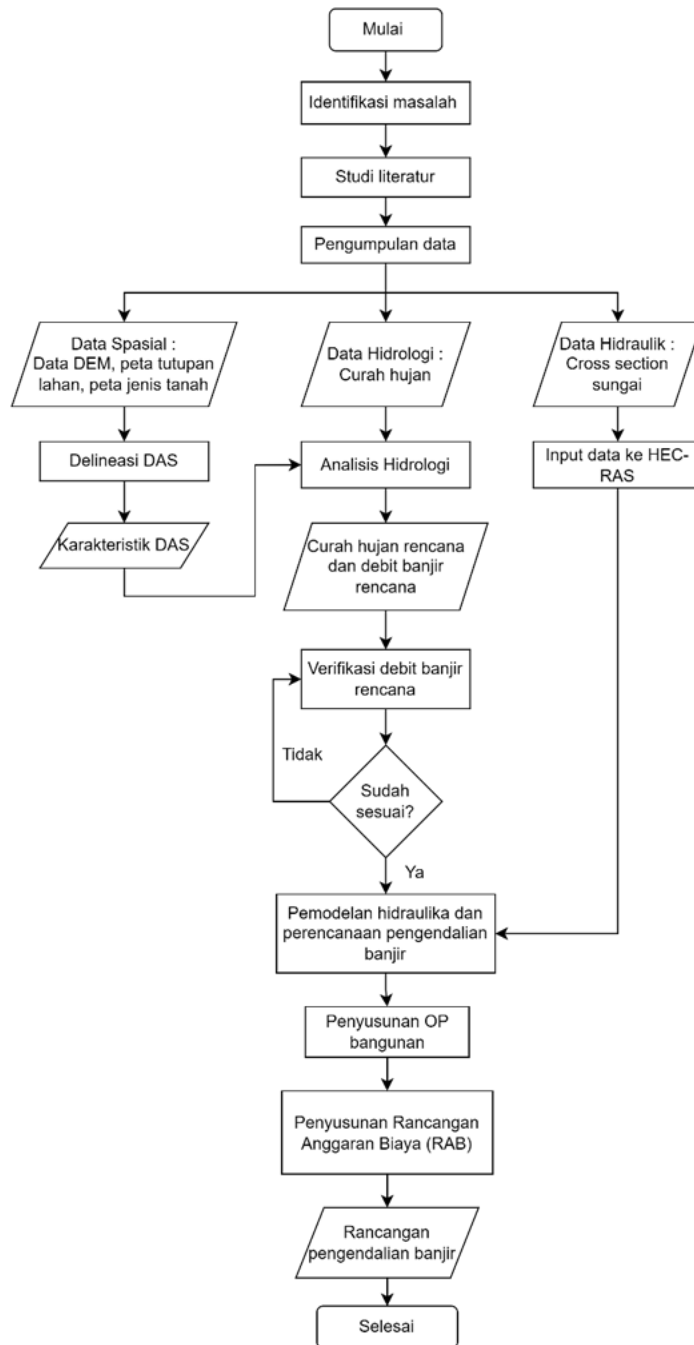 Mulai
Identifikasi masalah
Studi literatur
Pengumpulan data
Data Spasial :
Data DEM, peta tutupan
lahan, peta jenis tanah
Data Hidrologi :
Curah hujan
Data Hidraulik :
Cross section
sungai
Delineasi DAS
Analisis Hidrologi
Input data ke HEC-
RAS
Karakteristik DAS
Curah hujan rencana
dan debit banjir
rencana
Verifikasi debit banjir
rencana
Tidak
Sudah
sesuai?
Ya
Pemodelan hidraulika dan
perencanaan pengendalian
banjir
Penyusunan OP
bangunan
Penyusunan Rancangan
Anggaran Biaya (RAB)
Rancangan
pengendalian banjir
Selesai